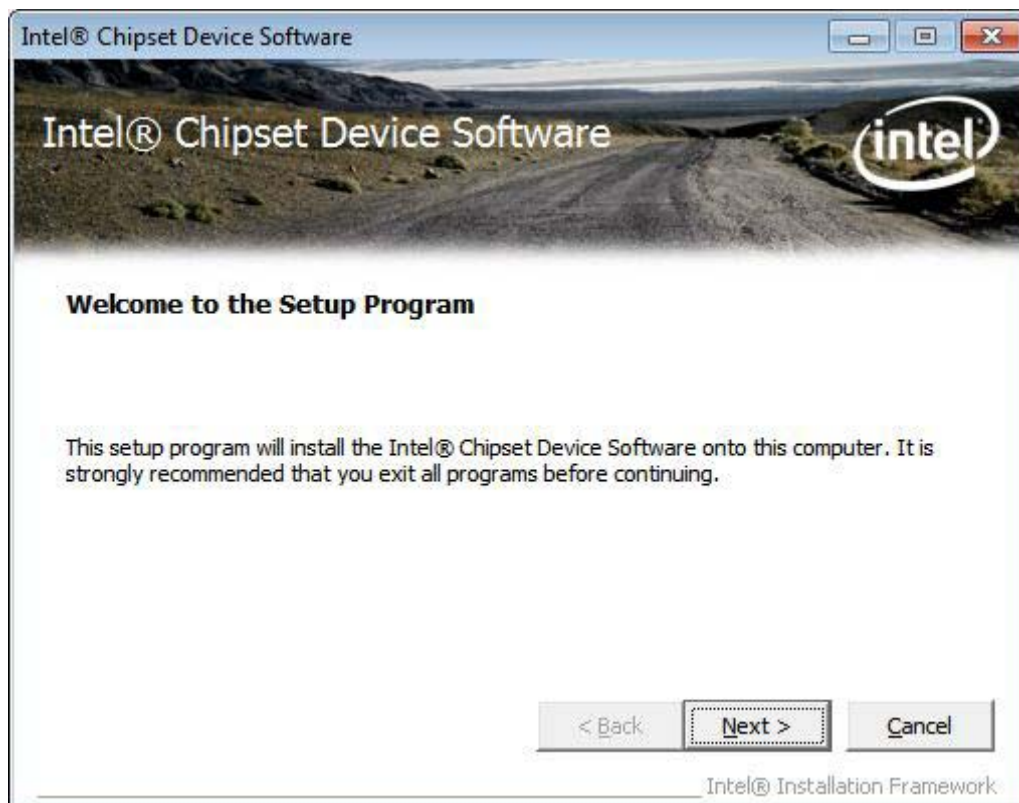 Intel® Chipset Device Software
Intel® Chipset Device Software
intel
Welcome to the Setup Program
This setup program will install the Intel® Chipset Device Software onto this computer. It is
strongly recommended that you exit all programs before continuing.
< Back
Next >
Cancel
Intel® Installation Framework